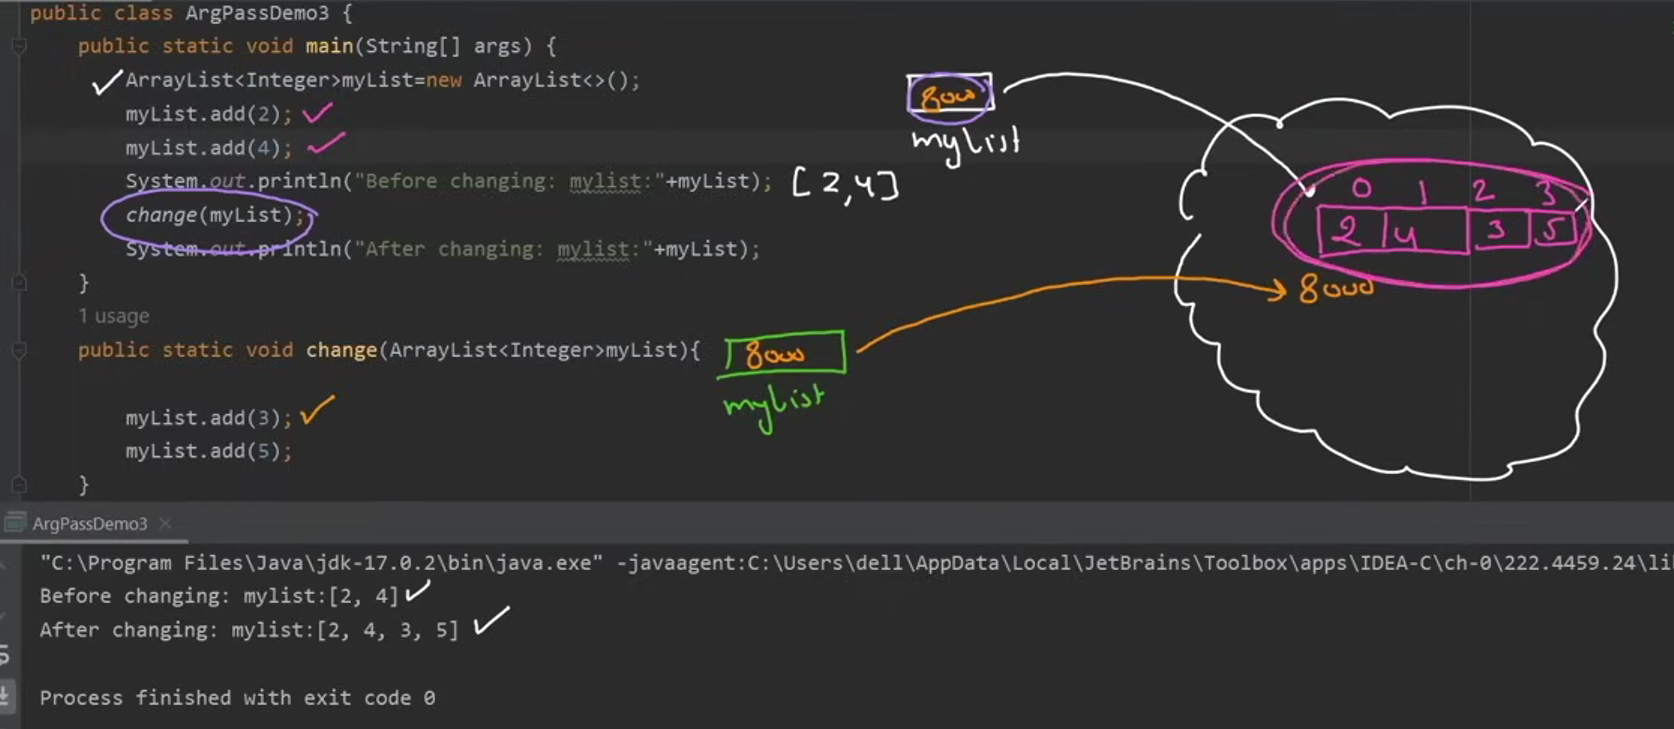 public class ArgPassDemo3 {
public static void main(String[] args) {
ArrayList<Integer>myList=new ArrayList<>();
myList.add(2);
myList.add(4);
System.out.println("Before changing: mylist:"+myList); [2,4]
change(myList);
System.out.println("After changing: mylist:"+myList);
}
1 usage
public static void change(ArrayList<Integer>myList){
myList.add(3);
myList.add(5);
}
8000
mylist
0 1 2 3
2 4 3 5
8000
8000
mylist
ArgPassDemo3
"C:\Program Files\Java\jdk-17.0.2\bin\java.exe" -javaagent:C:\Users\dell\AppData\Local\JetBrains\Toolbox\apps\IDEA-C\ch-0\222.4459.24\li
Before changing: mylist:[2, 4]
After changing: mylist:[2, 4, 3, 5]
Process finished with exit code 0